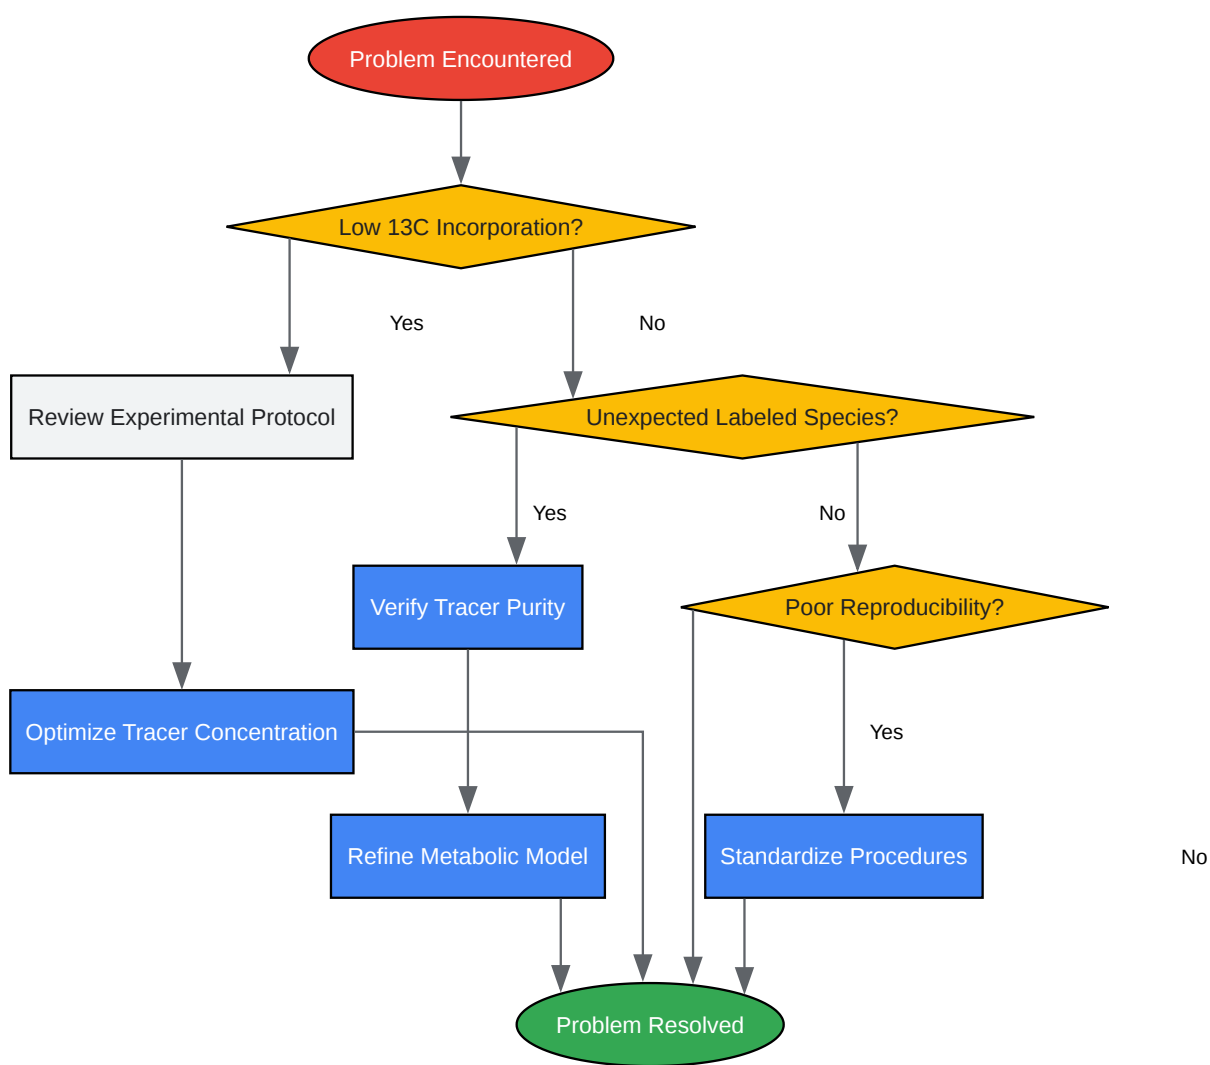 Problem Encountered
Low 13C Incorporation?
Yes
No
Review Experimental Protocol
Unexpected Labeled Species?
Yes
No
Verify Tracer Purity
Poor Reproducibility?
Optimize Tracer Concentration
Yes
Refine Metabolic Model
Standardize Procedures
No
Problem Resolved